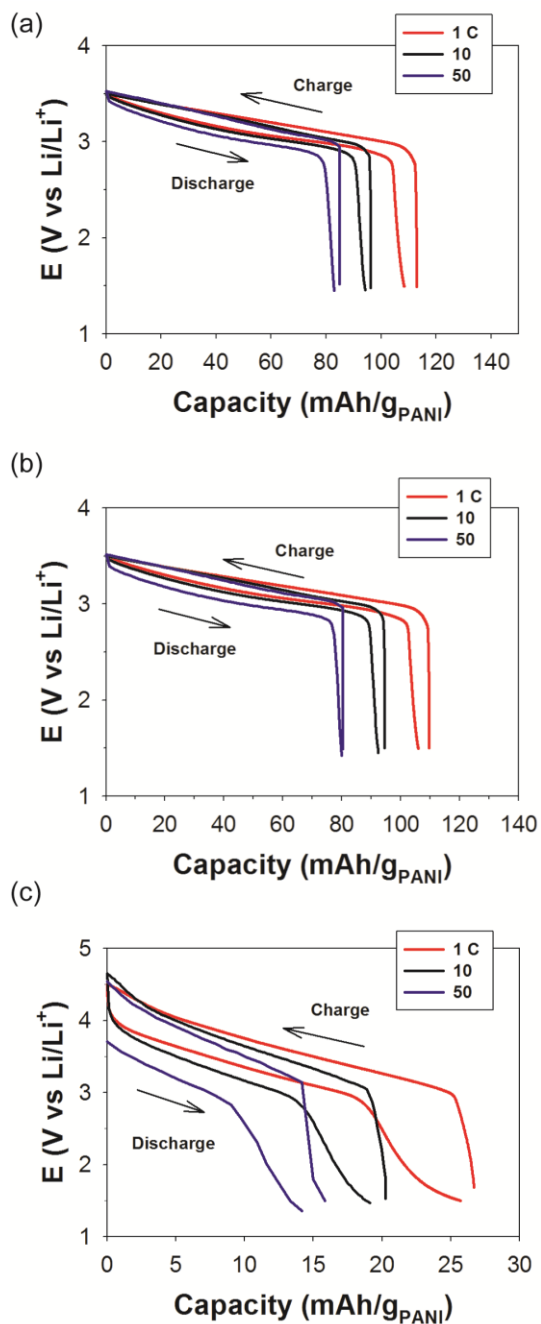 (a)
4
1 C
10
50
Charge
3
Discharge
2
1
0 20 40 60 80 100 120 140
E (V vs Li/Li⁺)
Capacity (mAh/g_PANI)
(b)
4
1 C
10
50
Charge
3
Discharge
2
1
0 20 40 60 80 100 120 140
E (V vs Li/Li⁺)
Capacity (mAh/g_PANI)
(c)
5
1 C
10
50
4
Charge
3
Discharge
2
1
0 5 10 15 20 25 30
E (V vs Li/Li⁺)
Capacity (mAh/g_PANI)